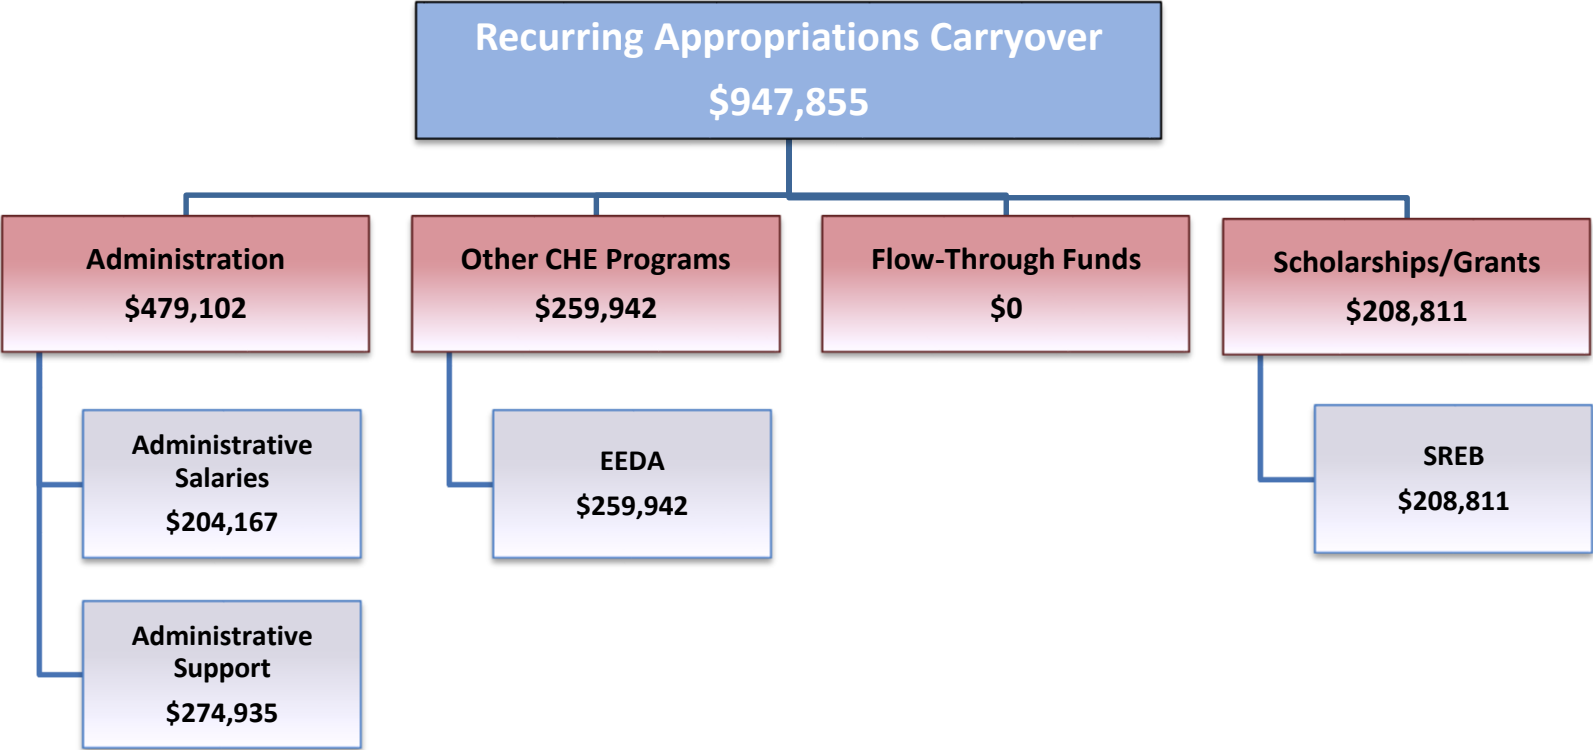 Recurring Appropriations Carryover
$947,855
Administration
$479,102
Other CHE Programs
$259,942
Flow-Through Funds
$0
Scholarships/Grants
$208,811
Administrative
Salaries
$204,167
EEDA
$259,942
SREB
$208,811
Administrative
Support
$274,935